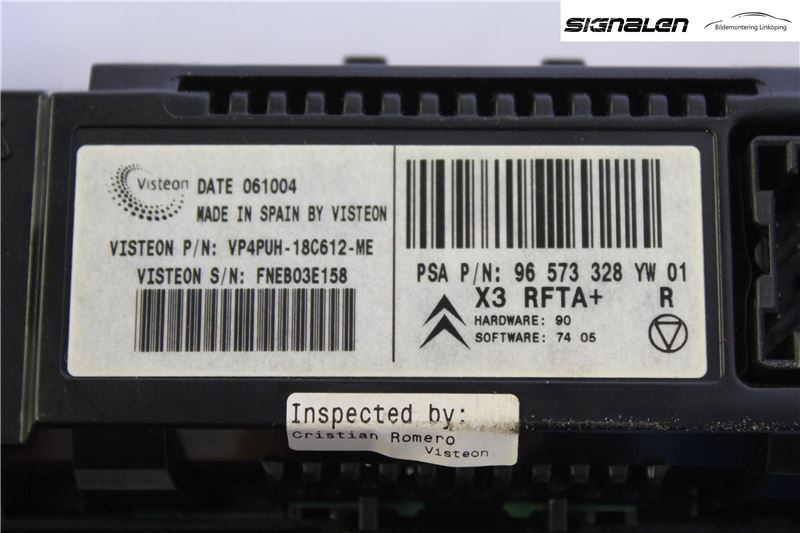 SIGNALEN
Bildemontering Linköping
Visteon
DATE 061004
MADE IN SPAIN BY VISTEON
VISTEON P/N: VP4PUH-18C612-ME
VISTEON S/N: FNEB03E158
PSA P/N: 96 573 328 YW 01
X3 RFTA+ R
HARDWARE: 90
SOFTWARE: 74 05
Inspected by:
Cristian Romero
Visteon